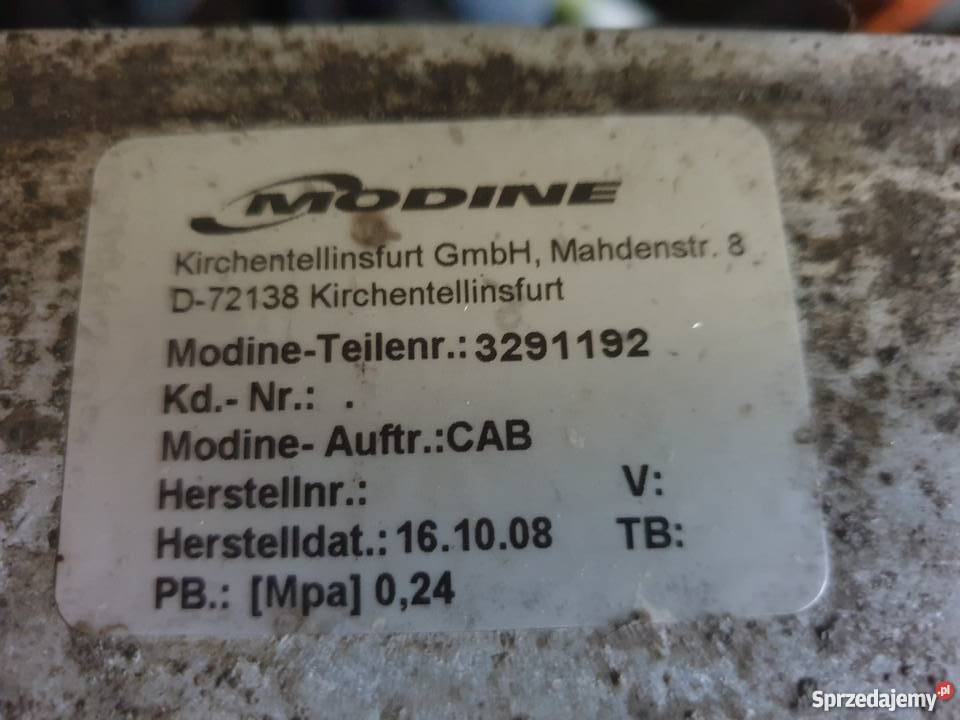 MODINE
Kirchentellinsfurt GmbH, Mahdenstr. 8
D-72138 Kirchentellinsfurt
Modine-Teilenr.: 3291192
Kd.- Nr.: .
Modine- Auftr.:CAB
Herstellnr.: V:
Herstelldat.: 16.10.08 TB:
PB.: [Mpa] 0,24
Sprzedajemy.pl